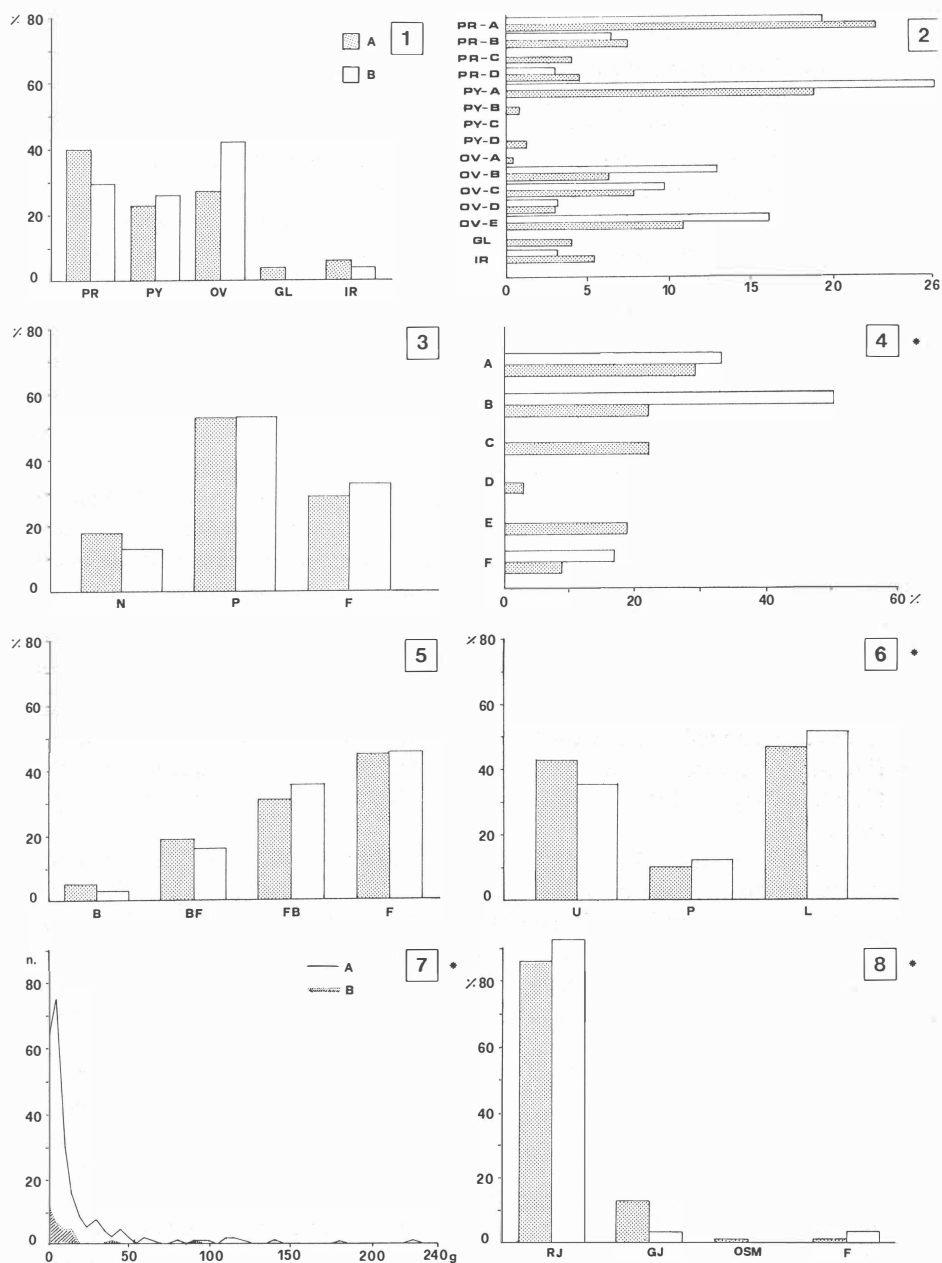 % 80
60
40
20
0
PR PY OV GL IR
A
B
1
2
PR-A
PR-B
PR-C
PR-D
PY-A
PY-B
PY-C
PY-D
OV-A
OV-B
OV-C
OV-D
OV-E
GL
IR
0 5 10 15 20 26
% 80
60
40
20
0
N P F
3
4 *
A
B
C
D
E
F
0 20 40 60 %
% 80
60
40
20
0
B BF FB F
5
% 80
60
40
20
0
U P L
6 *
n.
80
60
40
20
0
0 50 100 150 200 240 g
A
B
7 *
% 80
60
40
20
0
RJ GJ OSM F
8 *